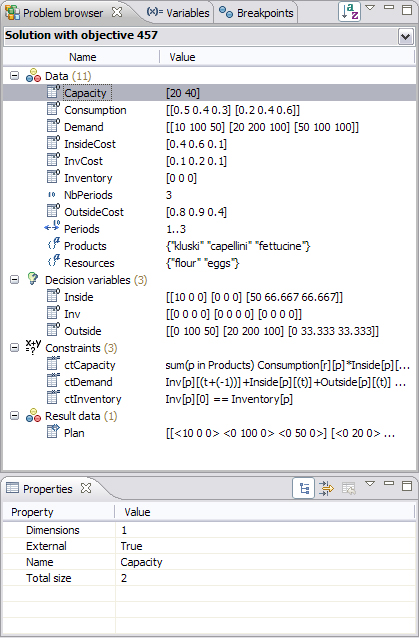 Problem browser (x)= Variables Breakpoints
Solution with objective 457
Name Value
Data (11)
Capacity [20 40]
Consumption [[0.5 0.4 0.3] [0.2 0.4 0.6]]
Demand [[10 100 50] [20 200 100] [50 100 100]]
InsideCost [0.4 0.6 0.1]
InvCost [0.1 0.2 0.1]
Inventory [0 0 0]
10 NbPeriods 3
OutsideCost [0.8 0.9 0.4]
Periods 1..3
Products {"kluski" "capellini" "fettucine"}
Resources {"flour" "eggs"}
Decision variables (3)
Inside [[10 0 0] [0 0 0] [50 66.667 66.667]]
Inv [[0 0 0 0] [0 0 0 0] [0 0 0 0]]
Outside [[0 100 50] [20 200 100] [0 33.333 33.333]]
Constraints (3)
ctCapacity sum(p in Products) Consumption[r][p]*Inside[p][...
ctDemand Inv[p][(t+(-1))]+Inside[p][(t)]+Outside[p][(t)] ...
ctInventory Inv[p][0] == Inventory[p]
Result data (1)
Plan [[<10 0 0> <0 100 0> <0 50 0>] [<0 20 0> ...
Properties
Property Value
Dimensions 1
External True
Name Capacity
Total size 2